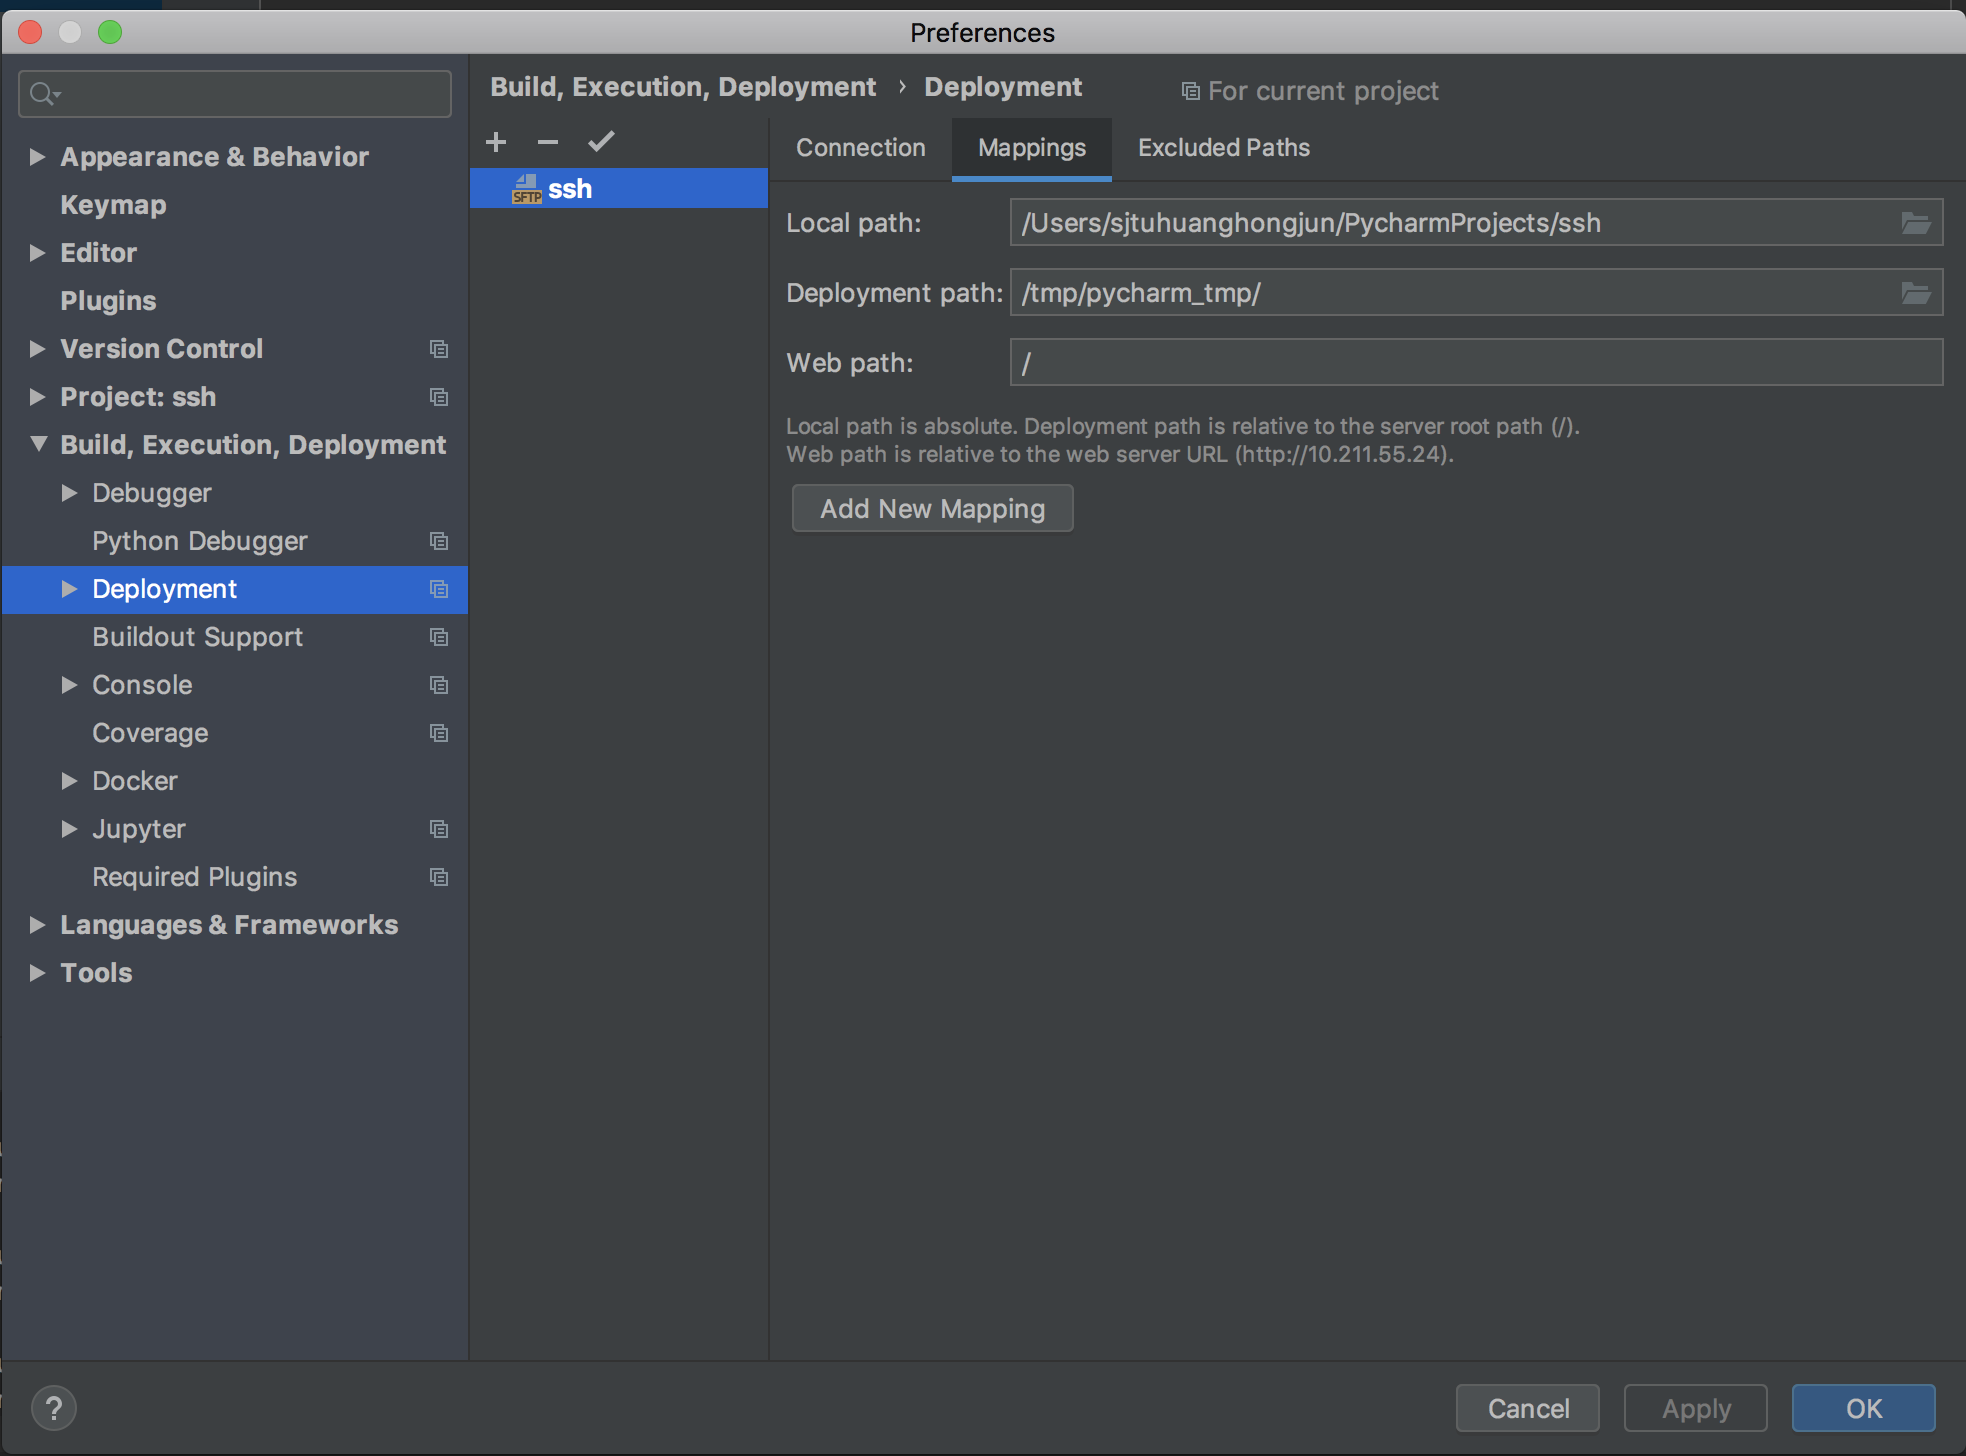 Preferences
Build, Execution, Deployment › Deployment
For current project
Appearance & Behavior
Keymap
Editor
Plugins
Version Control
Project: ssh
Build, Execution, Deployment
Debugger
Python Debugger
Deployment
Buildout Support
Console
Coverage
Docker
Jupyter
Required Plugins
Languages & Frameworks
Tools
SFTP ssh
Connection
Mappings
Excluded Paths
Local path: /Users/sjtuhuanghongjun/PycharmProjects/ssh
Deployment path: /tmp/pycharm_tmp/
Web path: /
Local path is absolute. Deployment path is relative to the server root path (/).
Web path is relative to the web server URL (http://10.211.55.24).
Add New Mapping
?
Cancel
Apply
OK